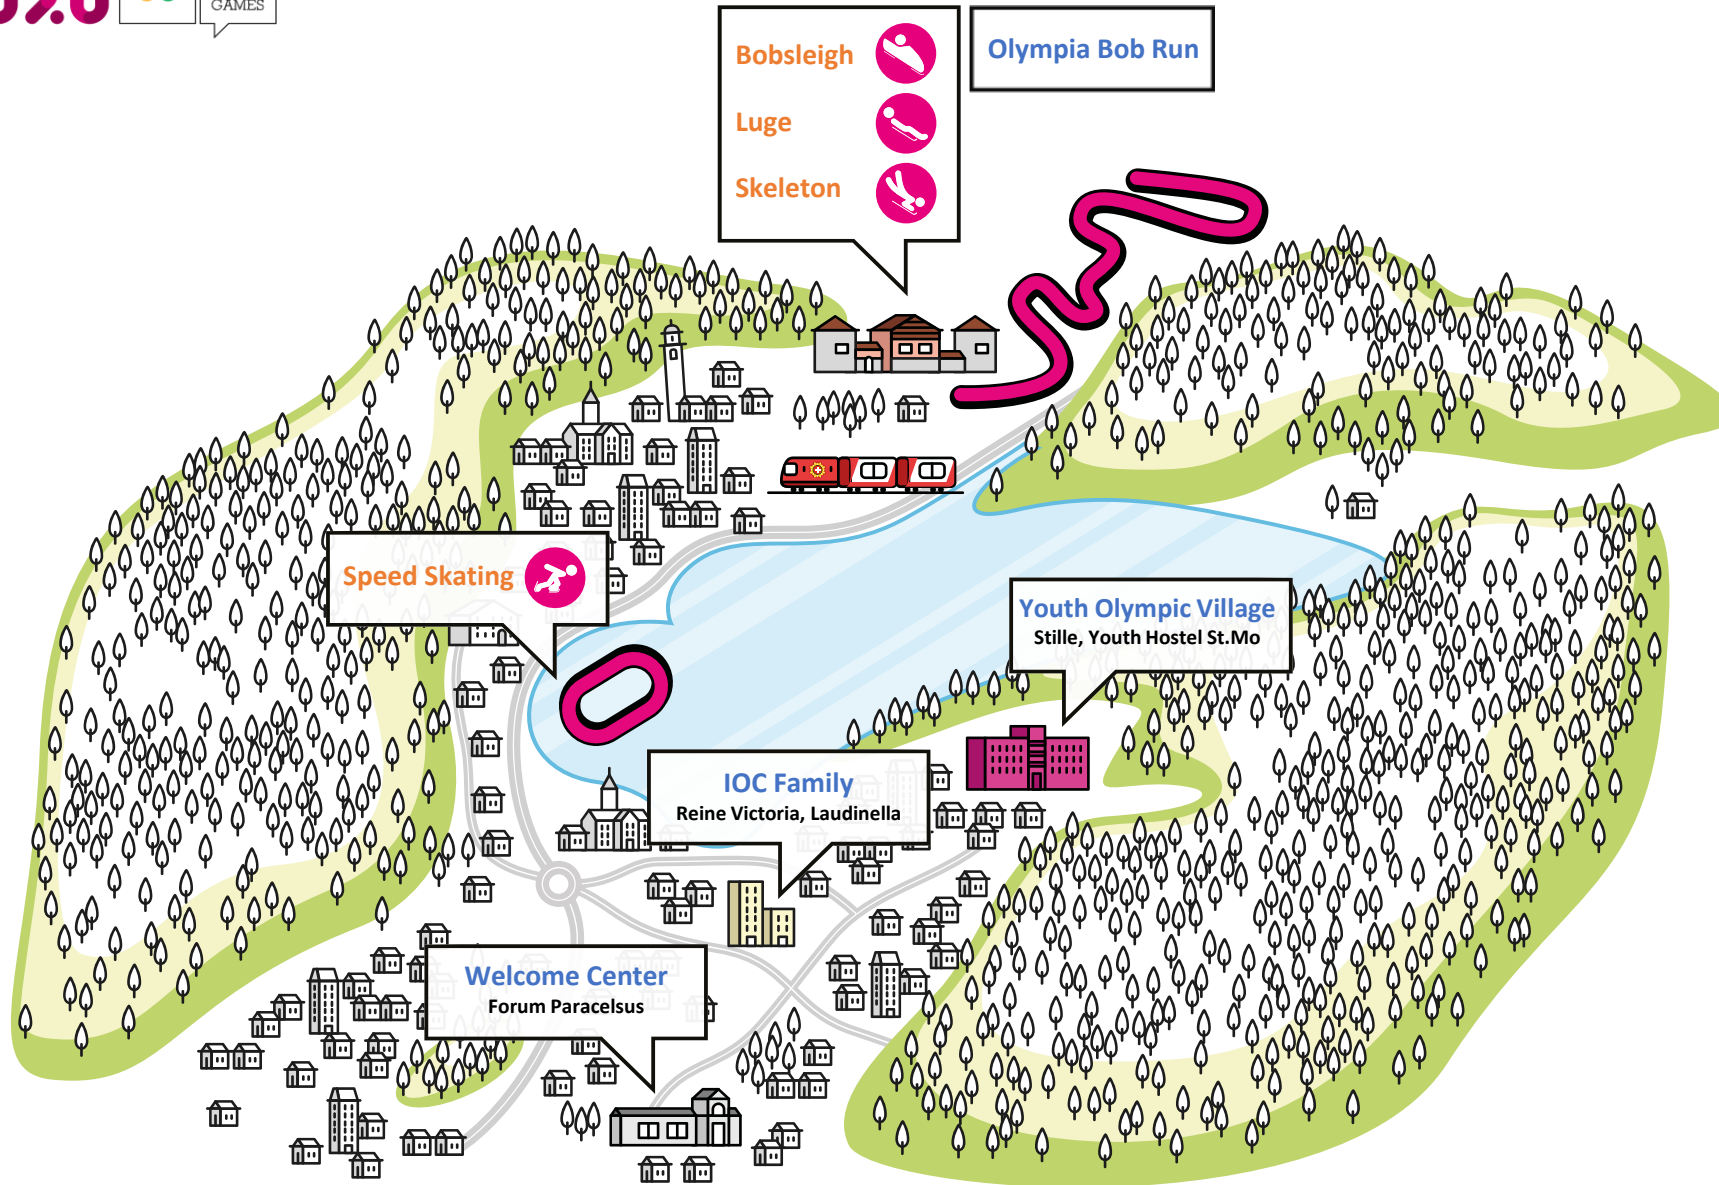 GAMES
Bobsleigh
Luge
Skeleton
Olympia Bob Run
Speed Skating
Youth Olympic Village
Stille, Youth Hostel St.Mo
IOC Family
Reine Victoria, Laudinella
Welcome Center
Forum Paracelsus